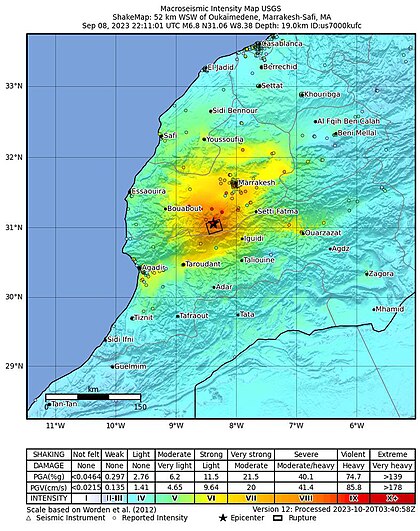 Macroseismic Intensity Map USGS
ShakeMap: 52 km WSW of Oukaimedene, Marrakesh-Safi, MA
Sep 08, 2023 22:11:01 UTC M6.8 N31.06 W8.38 Depth: 19.0km ID:us7000kufc
Casablanca
El Jadid
Berrechid
33°N
Settat
Khouribga
Sidi Bennour
Al Fqih Ben Calah
Safi
Youssoufia
Beni Mellal
32°N
Marrakesh
Essaouira
Bouabout
Setti Fatma
31°N
Iguidi
Ouarzazat
Agdz
Agadir
Taroudant
Taliouine
Zagora
Adar
30°N
Tiznit
Tafraout
Tata
Mhamid
Sidi Ifni
29°N
Guelmim
km
Tan-Tan
0 150
11°W 10°W 9°W 8°W 7°W 6°W
SHAKING Not felt Weak Light Moderate Strong Very strong Severe Violent Extreme
DAMAGE None None None Very light Light Moderate Moderate/heavy Heavy Very heavy
PGA(%g) <0.0464 0.297 2.76 6.2 11.5 21.5 40.1 74.7 >139
PGV(cm/s) <0.0215 0.135 1.41 4.65 9.64 20 41.4 85.8 >178
INTENSITY I II-III IV V VI VII VIII IX X+
Scale based on Worden et al. (2012) Version 12: Processed 2023-10-20T03:40:58Z
△ Seismic Instrument ○ Reported Intensity ★ Epicenter □ Rupture